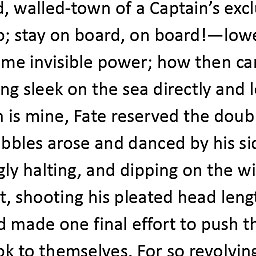 d, walled-town of a Captain’s exclu
o; stay on board, on board!—lowe
me invisible power; how then can
ng sleek on the sea directly and l
n is mine, Fate reserved the doub
bbles arose and danced by his sid
gly halting, and dipping on the wi
t, shooting his pleated head lengt
d made one final effort to push th
ok to themselves. For so revolving